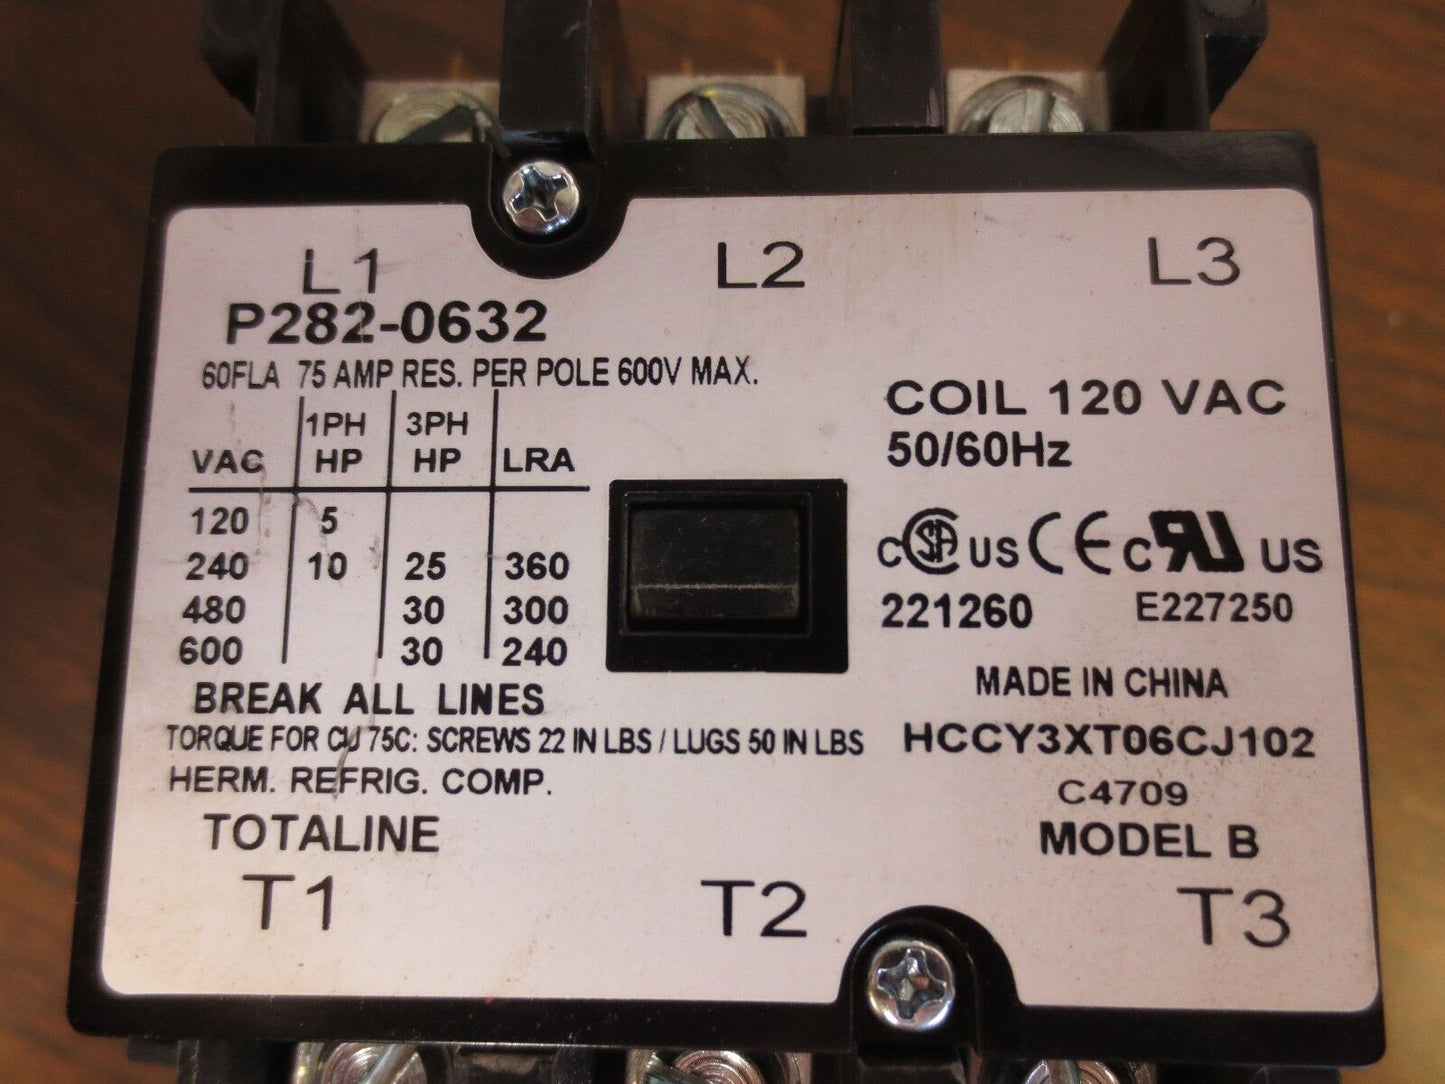 L1 L2 L3
P282-0632
60FLA 75 AMP RES. PER POLE 600V MAX.
1PH 3PH
VAC HP HP LRA
120 5
240 10 25 360
480 30 300
600 30 240
BREAK ALL LINES
TORQUE FOR CU 75C: SCREWS 22 IN LBS / LUGS 50 IN LBS
HERM. REFRIG. COMP.
TOTALINE
COIL 120 VAC
50/60Hz
C SA US CE C RU US
221260 E227250
MADE IN CHINA
HCCY3XT06CJ102
C4709
MODEL B
T1 T2 T3